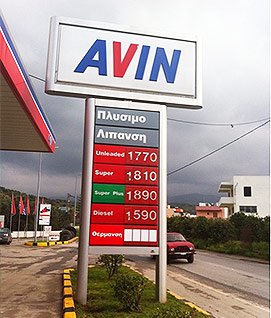 AVIN
Πλυσιμο
Λιπανση
Unleaded 1770
Super 1810
Super Plus 1890
Diesel 1590
Θερμανση